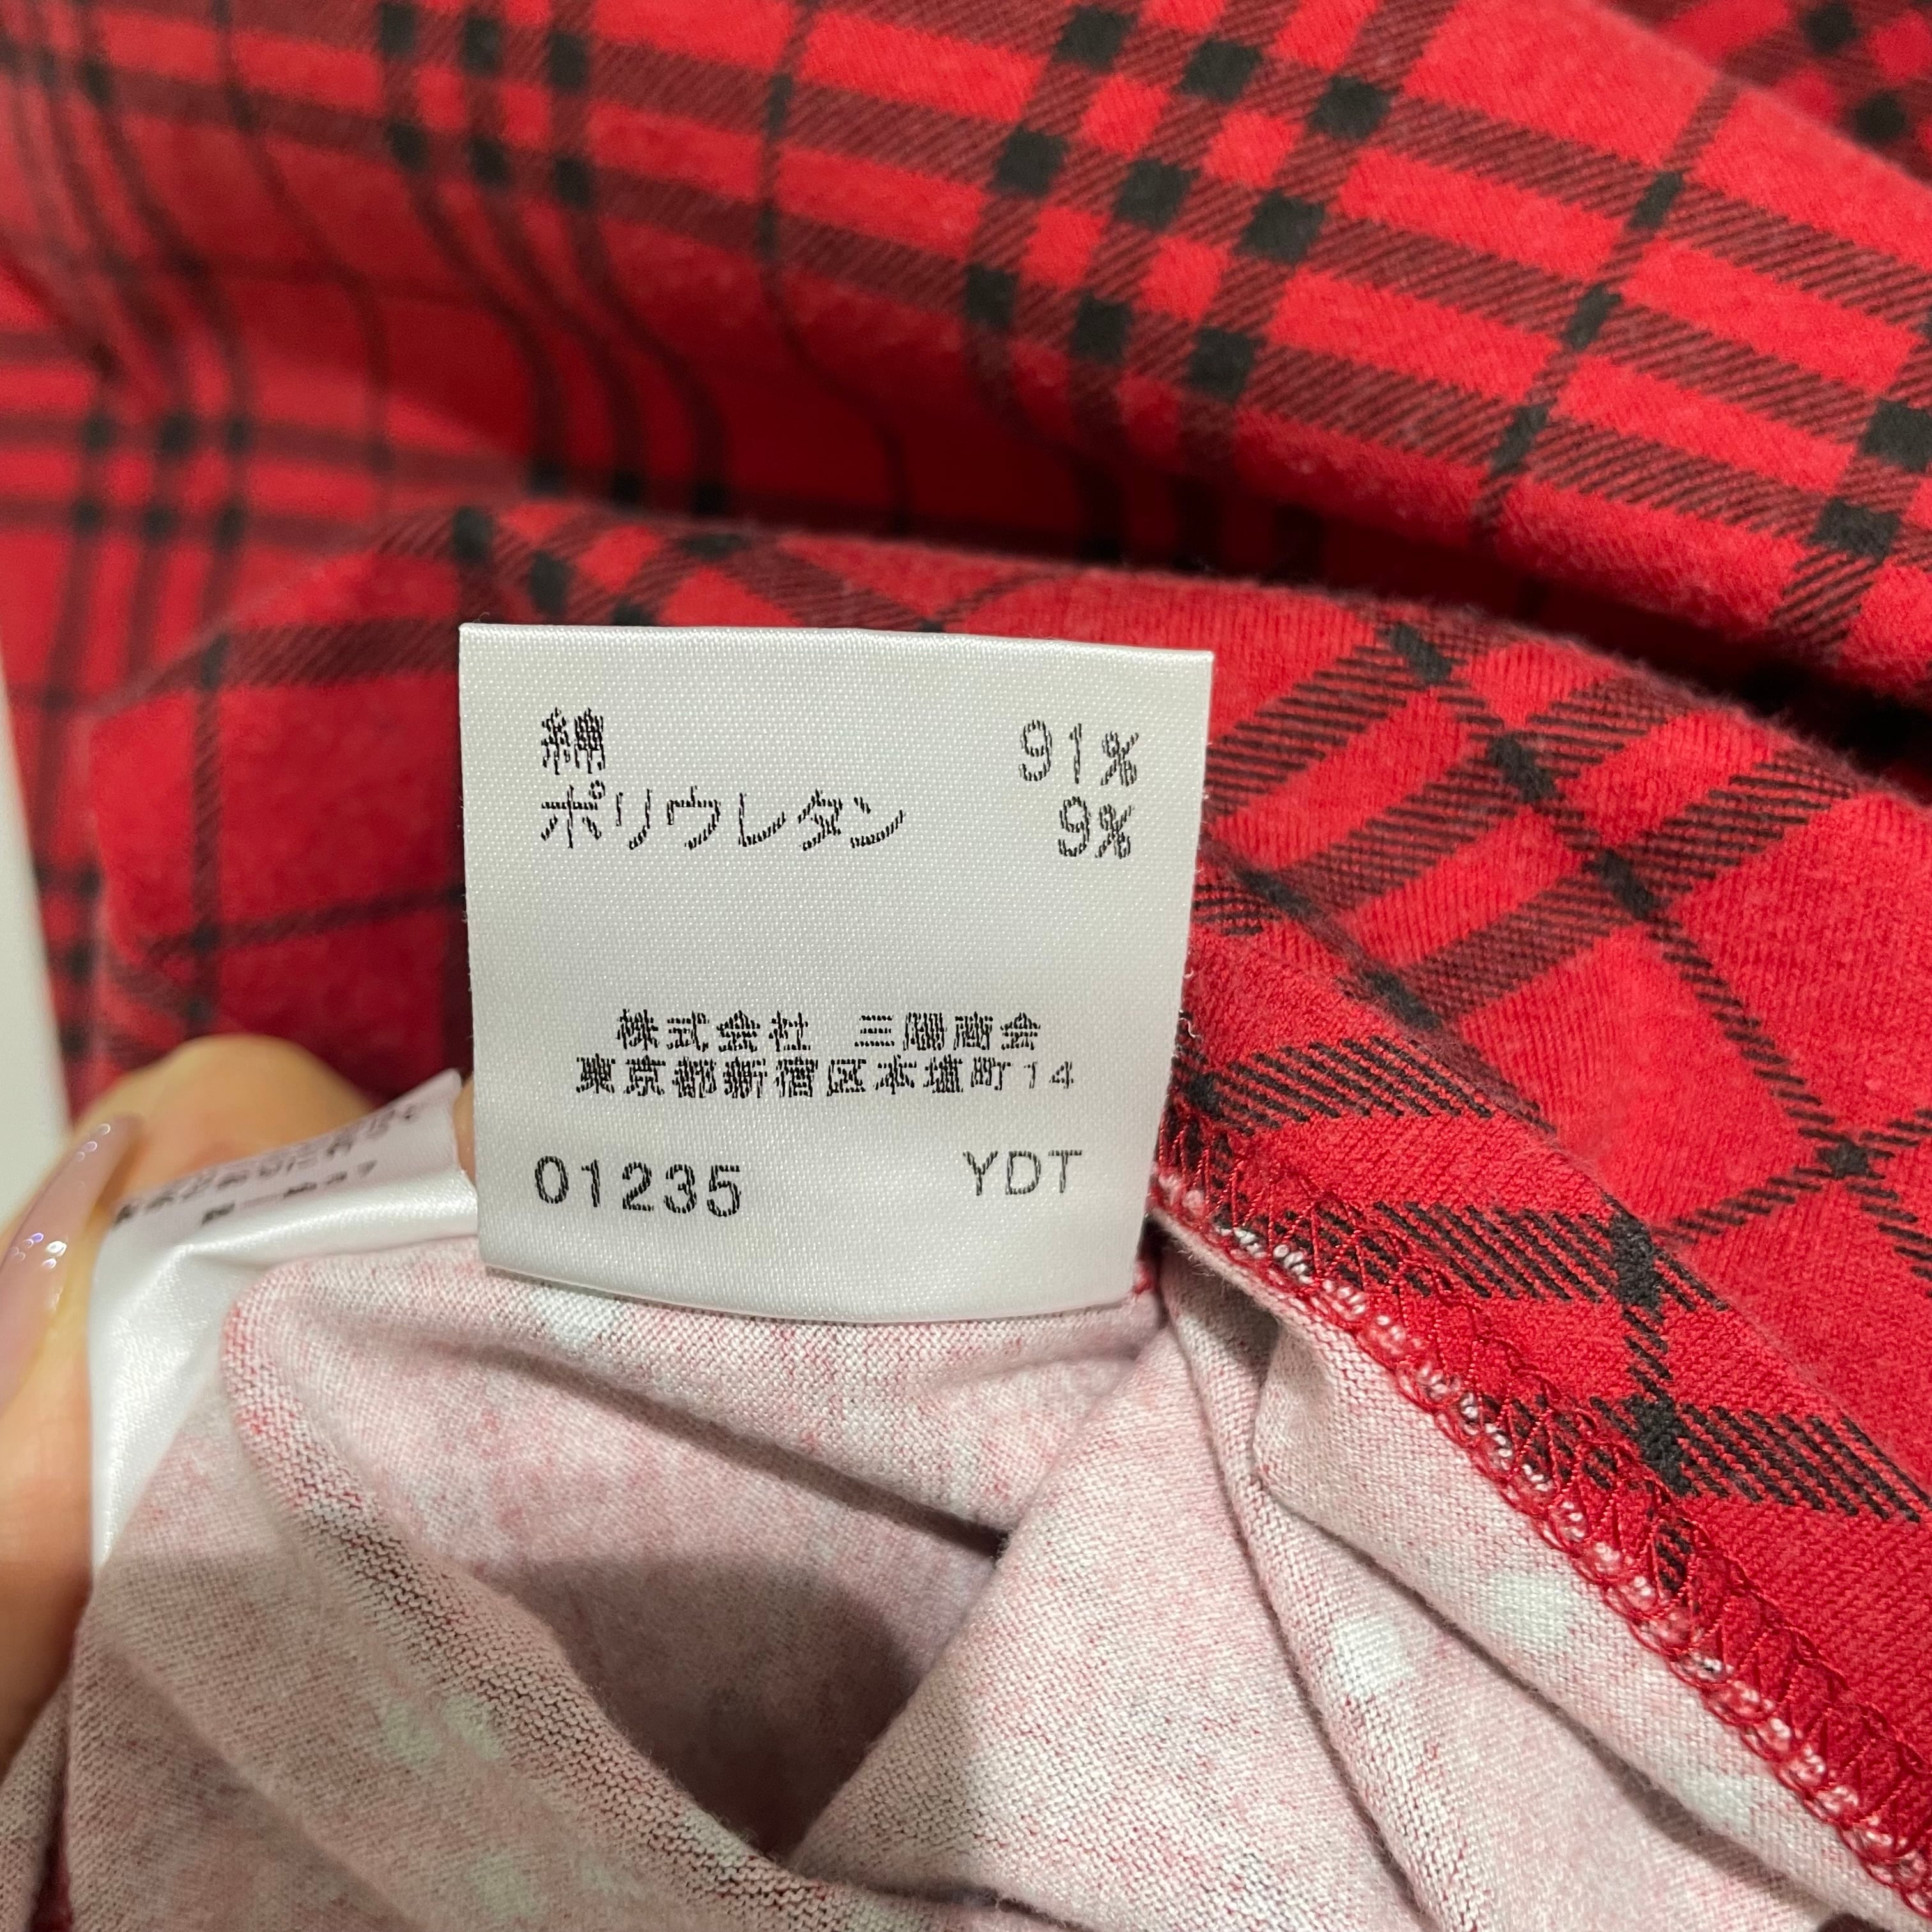 綿 91%
ポリウレタン 9%
株式会社 三陽商会
東京都新宿区本塩町14
01235 YDT